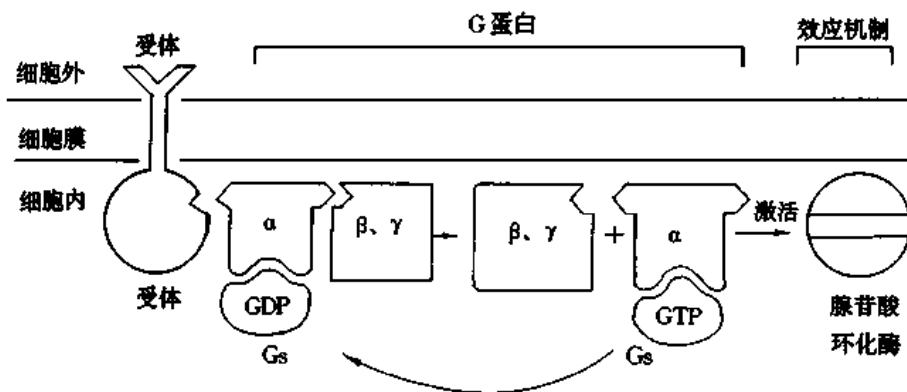 G 蛋白
效应机制
受体
细胞外
细胞膜
细胞内
α
β、γ
β、γ
+
α
激活
受体
GDP
GTP
腺苷酸
环化酶
Gs
Gs